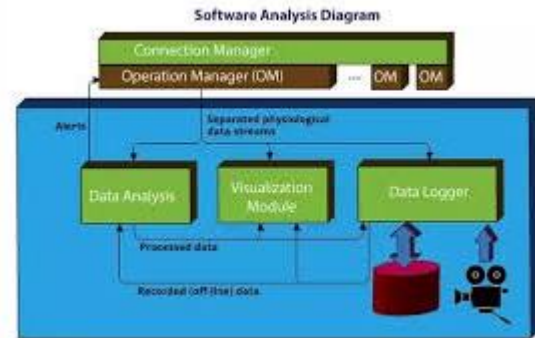 Software Analysis Diagram
Connection Manager
Operation Manager (OM)
...
OM
OM
Alerts
Separated physiological
data streams
Data Analysis
Visualization
Module
Data Logger
Processed data
Recorded (off-line) data